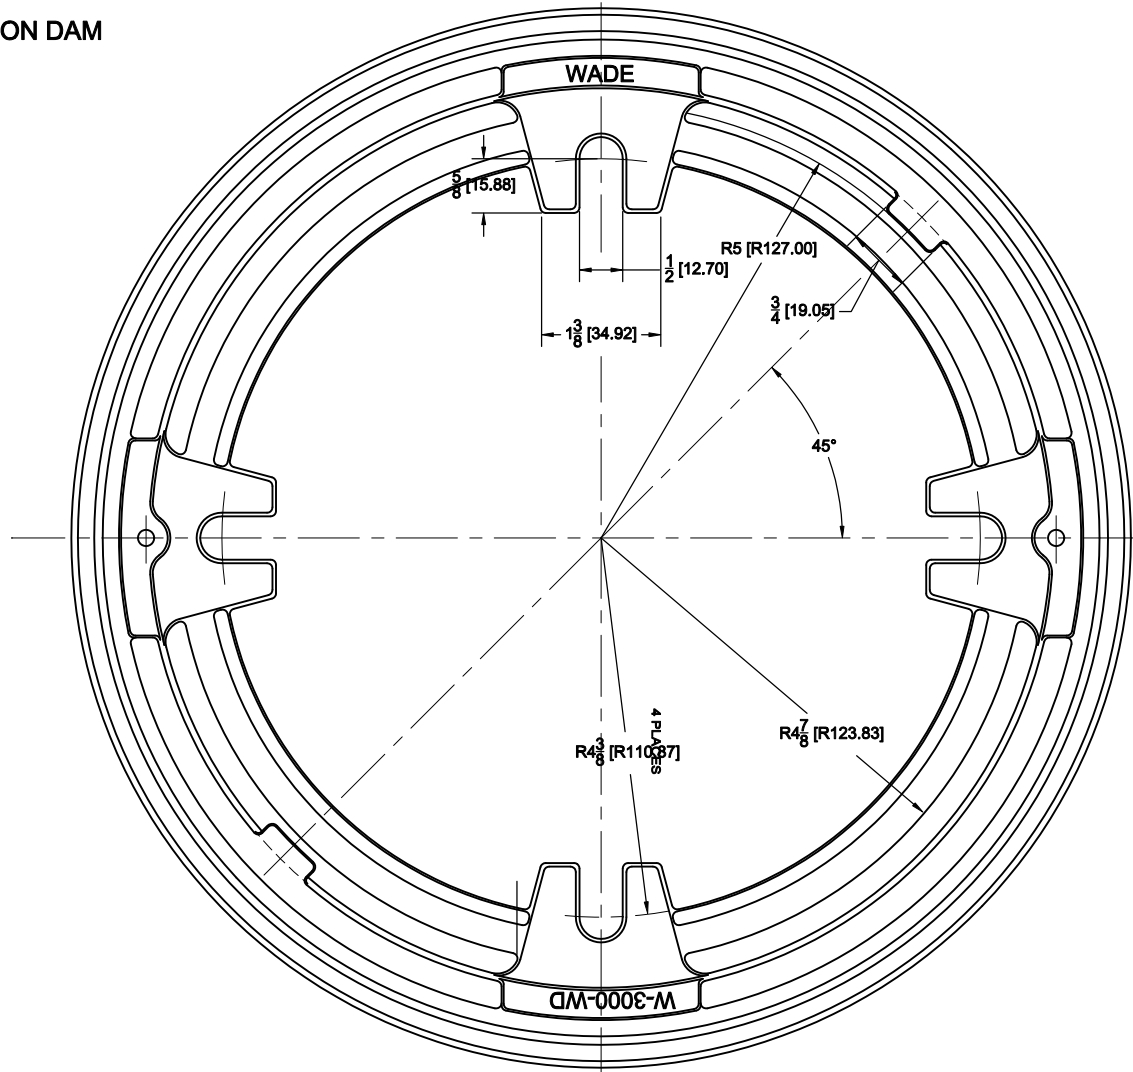 ON DAM
WADE
5/8 [15.88]
R5 [R127.00]
1/2 [12.70]
3/4 [19.05]
1 3/8 [34.92]
45°
4 PLACES
R4 3/8 [R110.87]
R4 7/8 [R123.83]
W-3000-WD